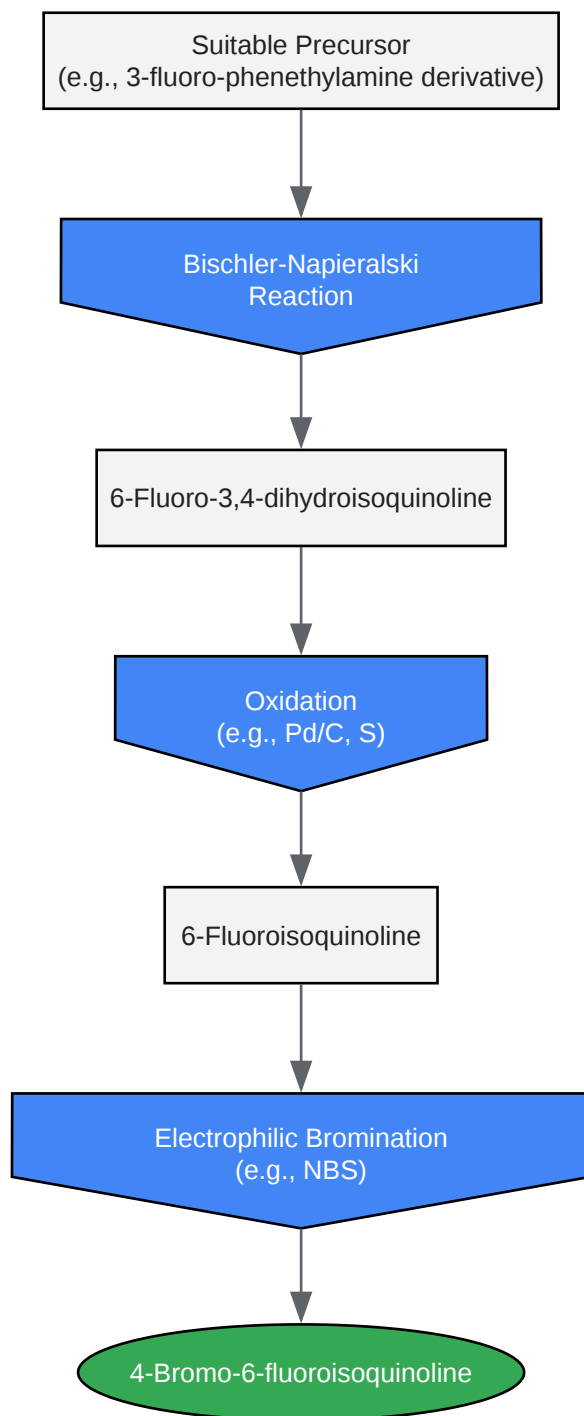 Suitable Precursor
(e.g., 3-fluoro-phenethylamine derivative)
Bischler-Napieralski
Reaction
6-Fluoro-3,4-dihydroisoquinoline
Oxidation
(e.g., Pd/C, S)
6-Fluoroisoquinoline
Electrophilic Bromination
(e.g., NBS)
4-Bromo-6-fluoroisoquinoline